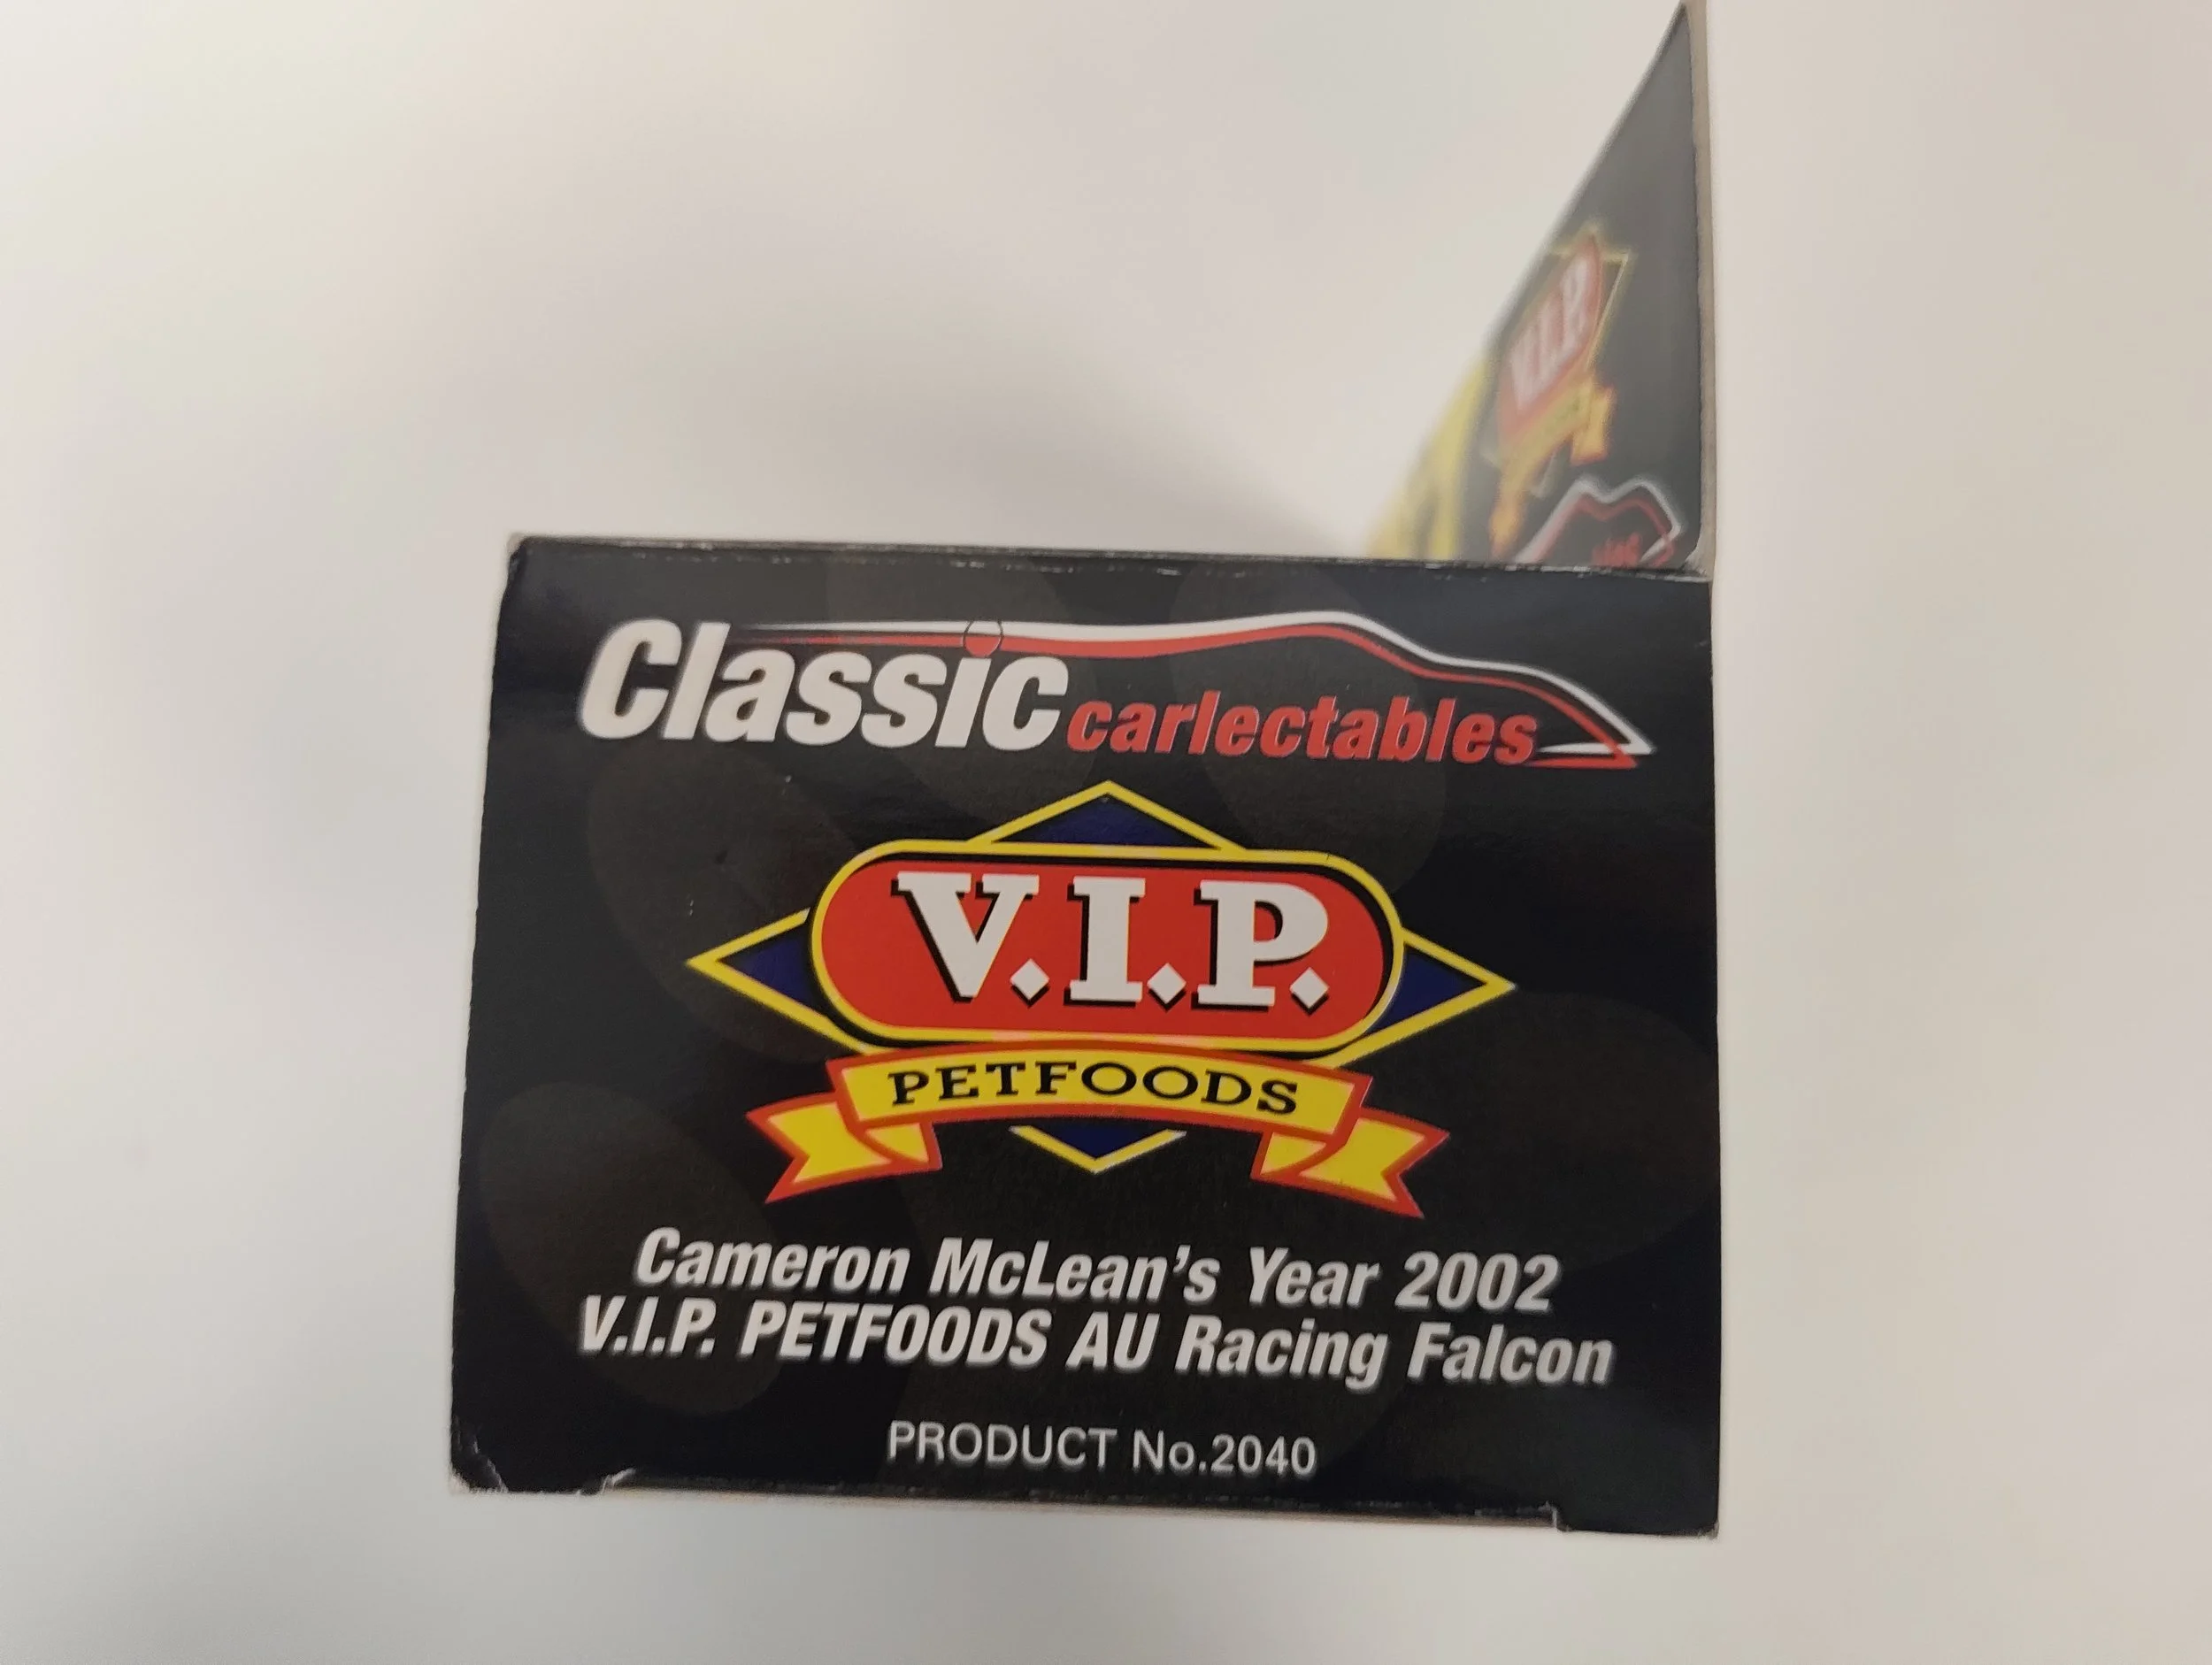 V.I.P.
Classic carlectables
V.I.P.
PETFOODS
Cameron McLean's Year 2002
V.I.P. PETFOODS AU Racing Falcon
PRODUCT No.2040